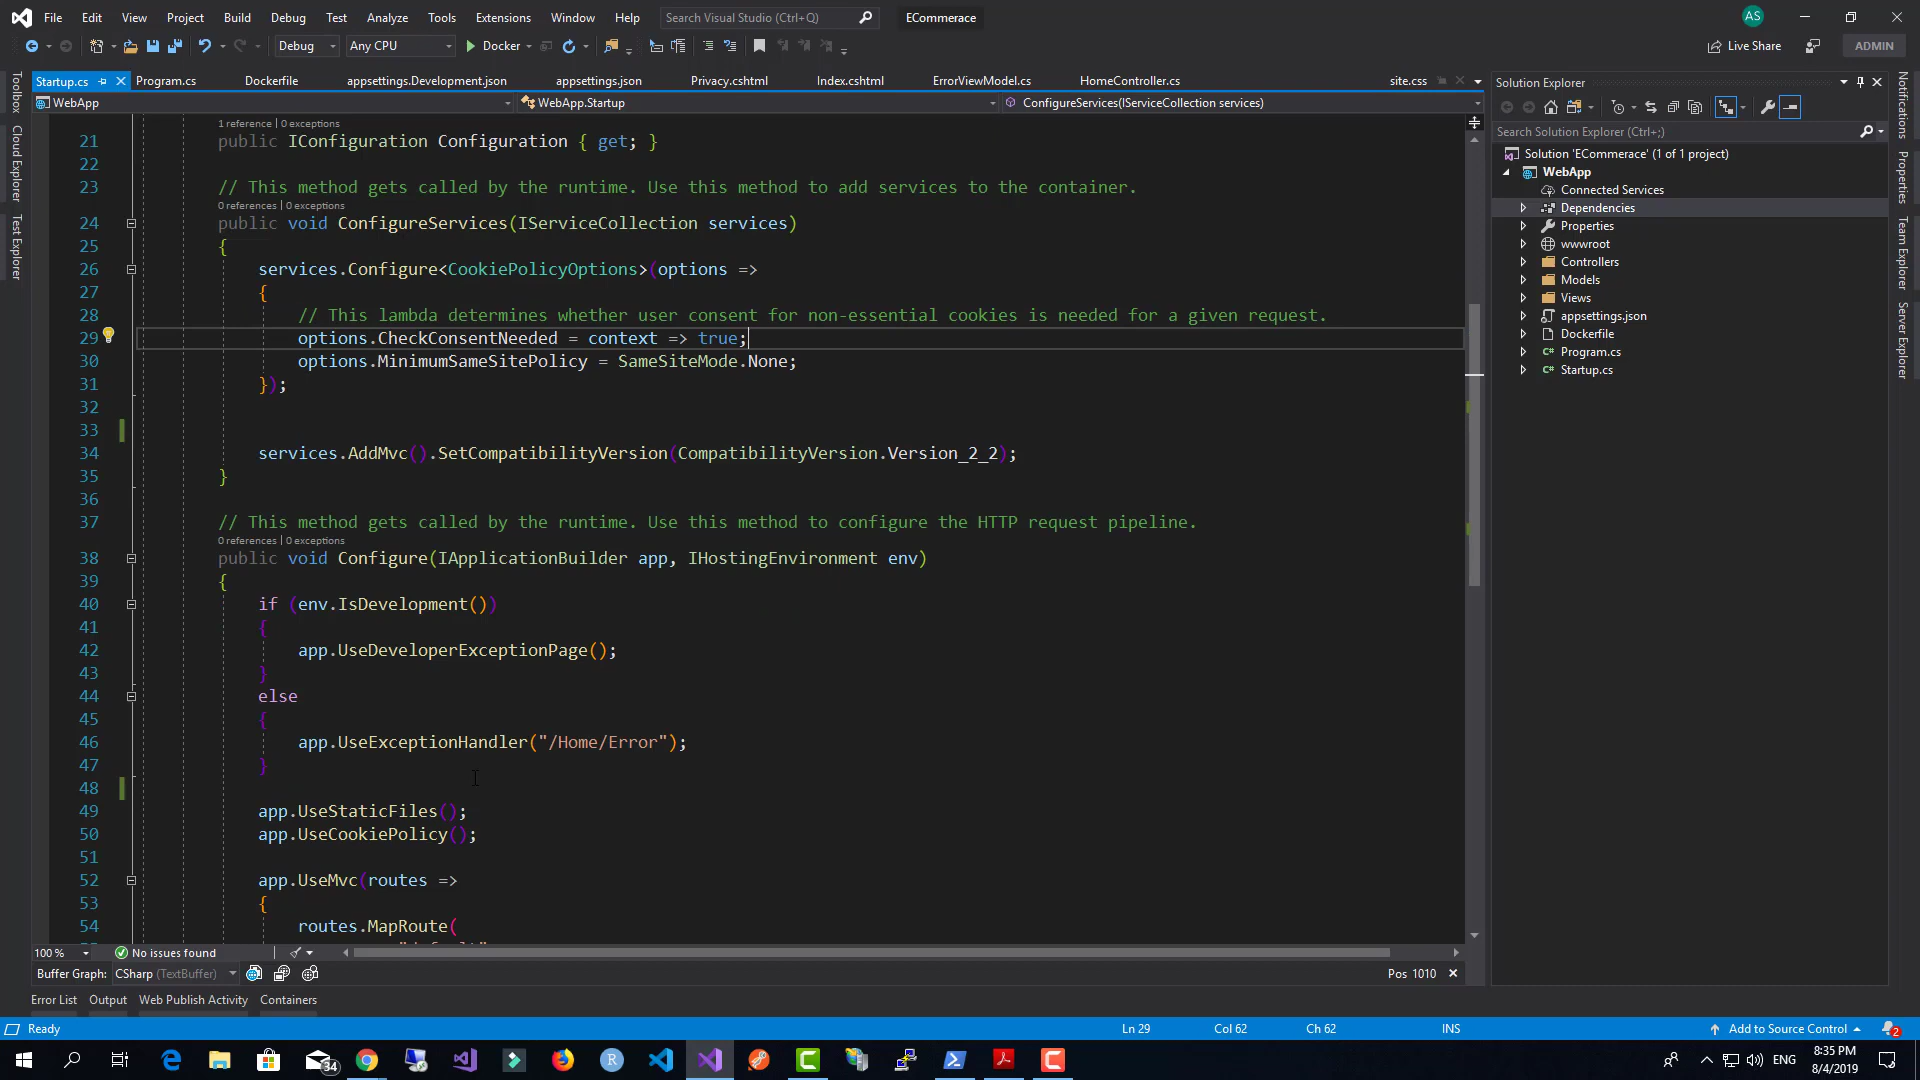 File Edit View Project Build Debug Test Analyze Tools Extensions Window Help Search Visual Studio (Ctrl+Q) ECommerace AS
Debug Any CPU Docker Live Share ADMIN
Startup.cs Program.cs Dockerfile appsettings.Development.json appsettings.json Privacy.cshtml Index.cshtml ErrorViewModel.cs HomeController.cs site.css
WebApp WebApp.Startup ConfigureServices(IServiceCollection services)
Toolbox
Cloud Explorer
Test Explorer
1 reference | 0 exceptions
21 public IConfiguration Configuration { get; }
22
23 // This method gets called by the runtime. Use this method to add services to the container.
0 references | 0 exceptions
24 public void ConfigureServices(IServiceCollection services)
25 {
26 services.Configure<CookiePolicyOptions>(options =>
27 {
28 // This lambda determines whether user consent for non-essential cookies is needed for a given request.
29 options.CheckConsentNeeded = context => true;
30 options.MinimumSameSitePolicy = SameSiteMode.None;
31 });
32
33
34 services.AddMvc().SetCompatibilityVersion(CompatibilityVersion.Version_2_2);
35 }
36
37 // This method gets called by the runtime. Use this method to configure the HTTP request pipeline.
0 references | 0 exceptions
38 public void Configure(IApplicationBuilder app, IHostingEnvironment env)
39 {
40 if (env.IsDevelopment())
41 {
42 app.UseDeveloperExceptionPage();
43 }
44 else
45 {
46 app.UseExceptionHandler("/Home/Error");
47 }
48
49 app.UseStaticFiles();
50 app.UseCookiePolicy();
51
52 app.UseMvc(routes =>
53 {
54 routes.MapRoute(
Solution Explorer
Search Solution Explorer (Ctrl+;)
Solution 'ECommerace' (1 of 1 project)
WebApp
Connected Services
Dependencies
Properties
wwwroot
Controllers
Models
Views
appsettings.json
Dockerfile
Program.cs
Startup.cs
Notifications
Properties
Team Explorer
Server Explorer
100 % No issues found
Buffer Graph: CSharp (TextBuffer) Pos 1010
Error List Output Web Publish Activity Containers
Ready Ln 29 Col 62 Ch 62 INS Add to Source Control 2
34 R ENG 8:35 PM
8/4/2019